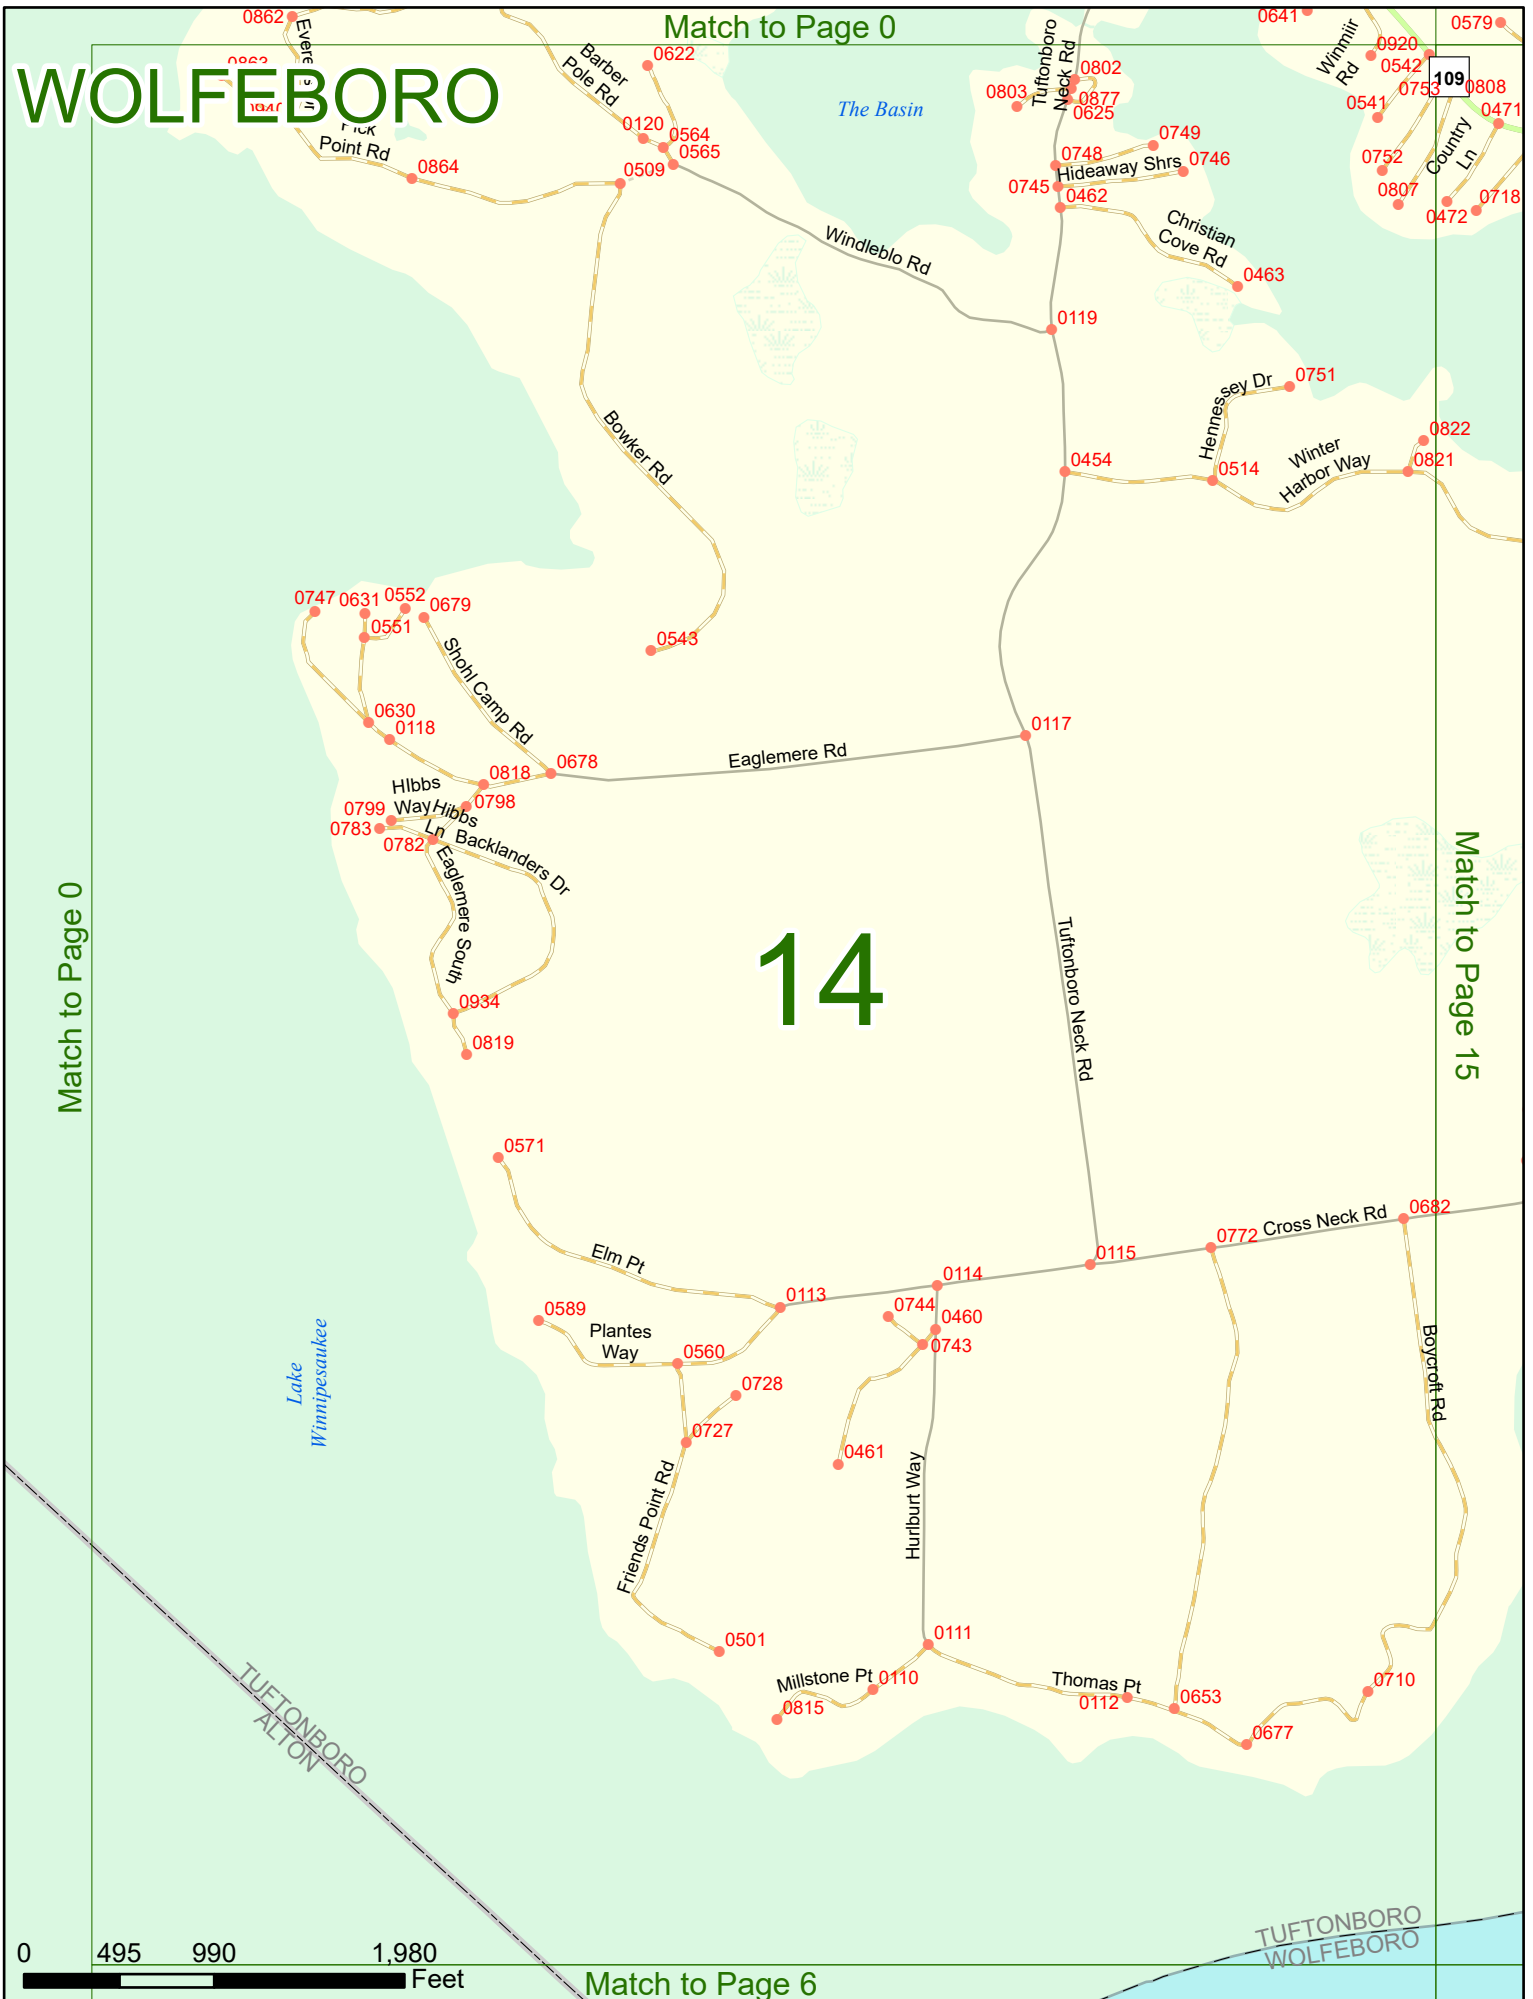 Match to Page 0
WOLFEBORO
0862
0863
Pick
Point Rd
0864
Barber
Pole Rd
0622
0120
0564
0565
0509
The Basin
Tuftonboro
Neck Rd
0802
0803
0877
0625
0749
0748
0746
Hideaway Shrs
0745
0462
Christian
Cove Rd
0463
0641
Winmiir
Rd
0920
0579
0542
109
0753
0808
0541
0471
Country
Ln
0752
0807
0472
0718
Windleblo Rd
0119
0751
Hennessey Dr
0822
Winter
Harbor Way
0821
0454
0514
Bowker Rd
0543
0747
0631
0552
0679
0551
Shohl Camp Rd
0630
0118
0117
Eaglemere Rd
0678
0818
HIbbs
Way
0798
0799
Hibbs
Ln
0783
0782
Backlanders Dr
Eaglemere South
0934
0819
Match to Page 0
14
Tuftonboro Neck Rd
Match to Page 15
0571
Elm Pt
0682
Cross Neck Rd
0772
0115
0114
0113
0744
0460
0743
0589
Plantes
Way
0560
0728
0727
0461
Lake
Winnipesaukee
Boycroft Rd
Hurlburt Way
Friends Point Rd
0501
0111
Millstone Pt
0110
0815
Thomas Pt
0112
0653
0710
0677
TUFTONBORO
ALTON
TUFTONBORO
WOLFEBORO
0 495 990 1,980
Feet
Match to Page 6